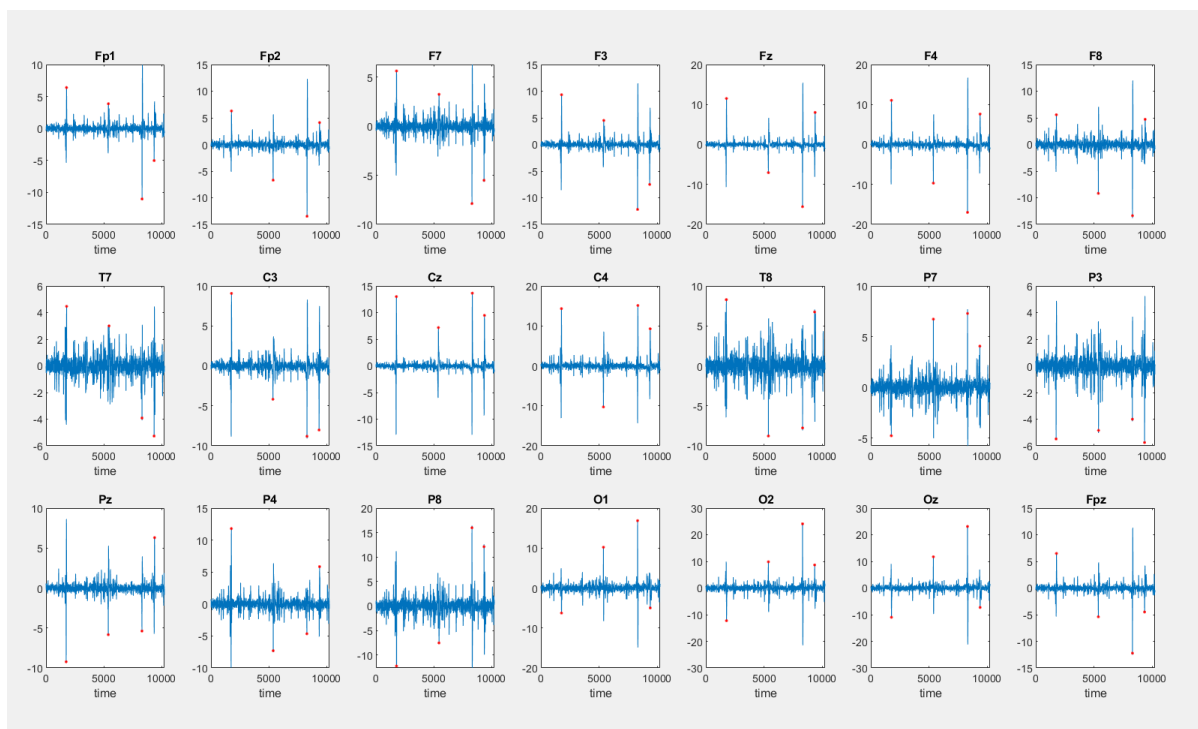 Fp1 Fp2 F7 F3 Fz F4 F8
10 10 5 15 20 20 15
5 5 0 10 10 10 10
0 0 5 5 0 0 5
-5 -5 10 0 -10 -10 0
-10 -10 5 -20 -20 5
-15 -15 10 10
15 15
0 5000 10000 0 5000 10000 0 5000 10000 0 5000 10000 0 5000 10000 0 5000 10000 0 5000 10000
time time time time time time time
T7 C3 Cz C4 T8 P7 P3
6 10 15 20 10 10 6
4 5 10 10 5 5 4
2 0 5 0 0 0 2
0 -5 0 -10 -5 -5 0
-2 -10 -5 -20 -10 -2
-4 -10 -4
-6 -15 -6
0 5000 10000 0 5000 10000 0 5000 10000 0 5000 10000 0 5000 10000 0 5000 10000 0 5000 10000
time time time time time time time
Pz P4 P8 O1 O2 Oz Fpz
10 15 20 20 30 30 15
5 10 15 10 20 20 10
0 5 10 0 10 10 5
-5 0 5 -10 0 0 0
-10 -5 0 -20 -10 -10 -5
-10 -5 -20 -20 -10
-10 -30 -30 -15
0 5000 10000 0 5000 10000 0 5000 10000 0 5000 10000 0 5000 10000 0 5000 10000 0 5000 10000
time time time time time time time